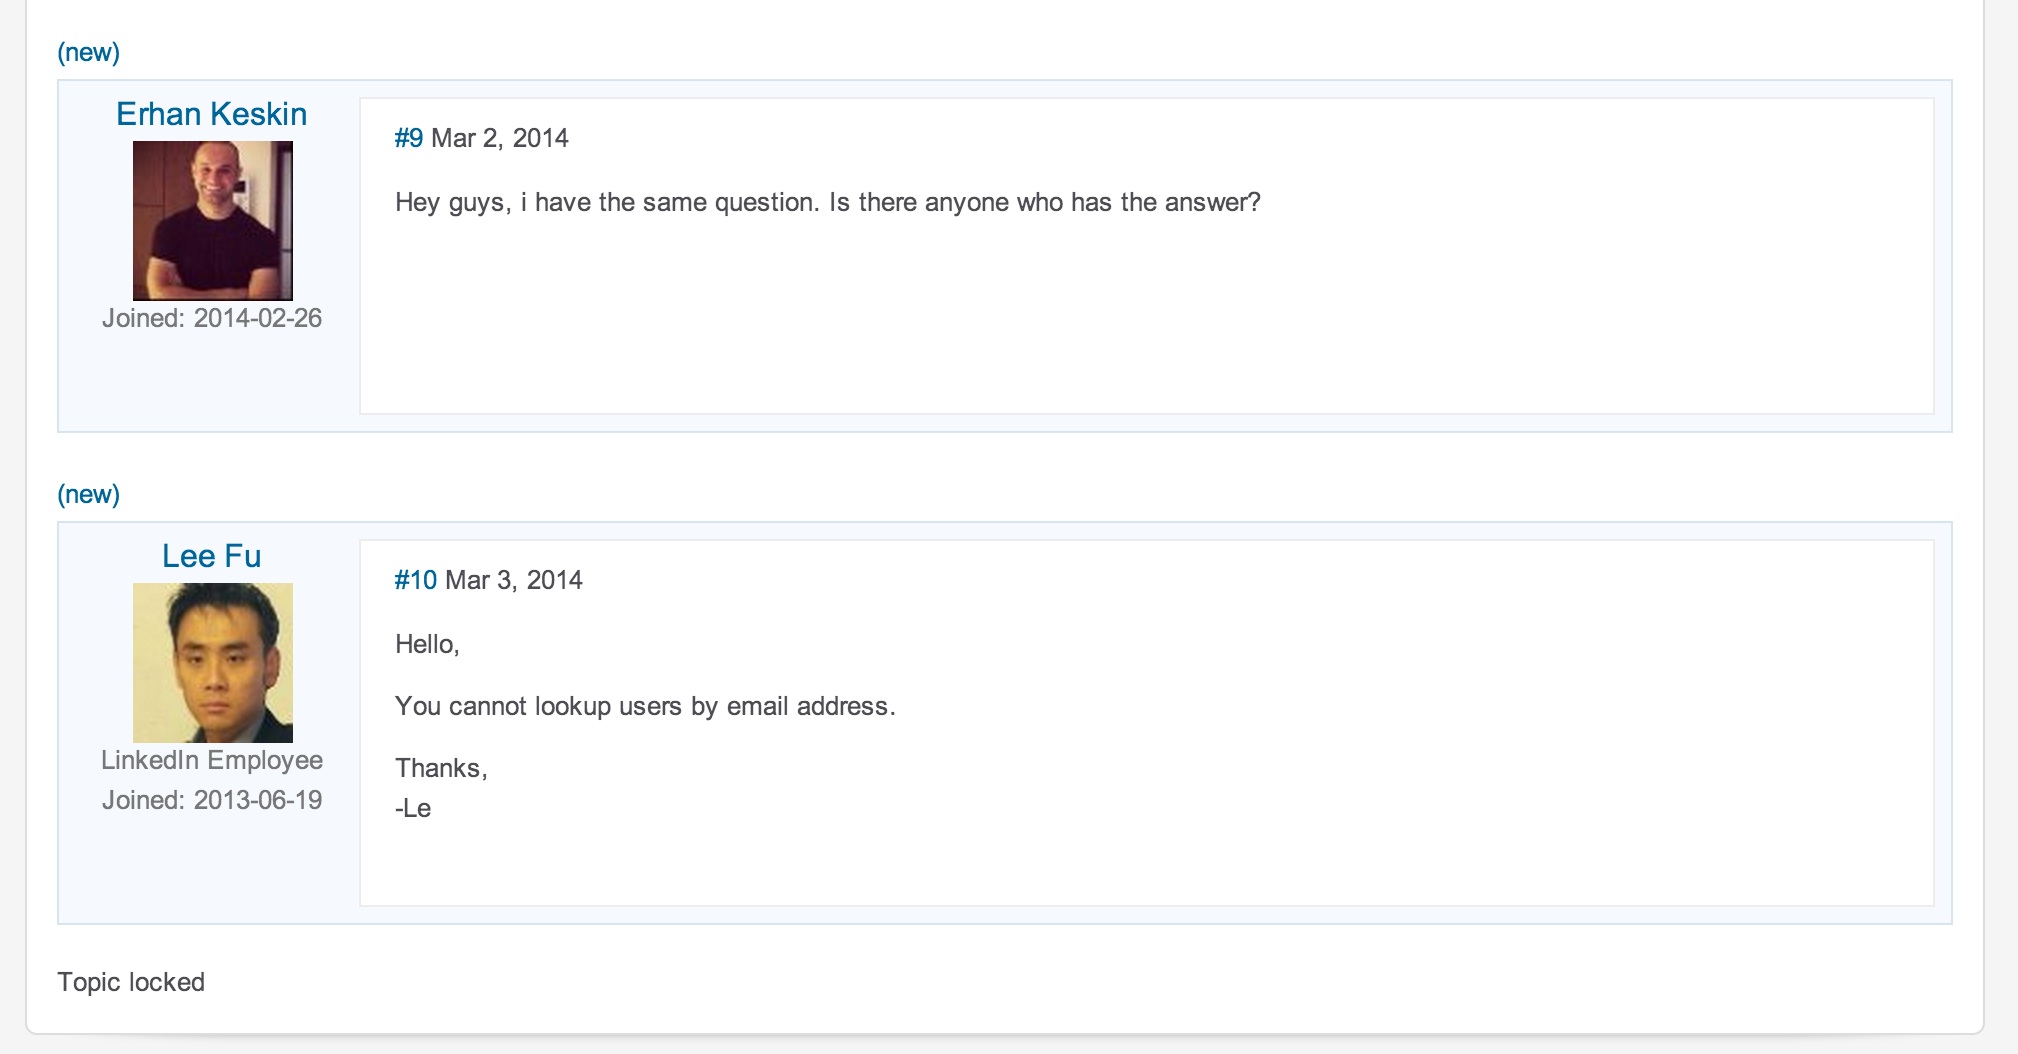 (new)
Erhan Keskin
Joined: 2014-02-26
#9 Mar 2, 2014
Hey guys, i have the same question. Is there anyone who has the answer?
(new)
Lee Fu
LinkedIn Employee
Joined: 2013-06-19
#10 Mar 3, 2014
Hello,
You cannot lookup users by email address.
Thanks,
-Le
Topic locked